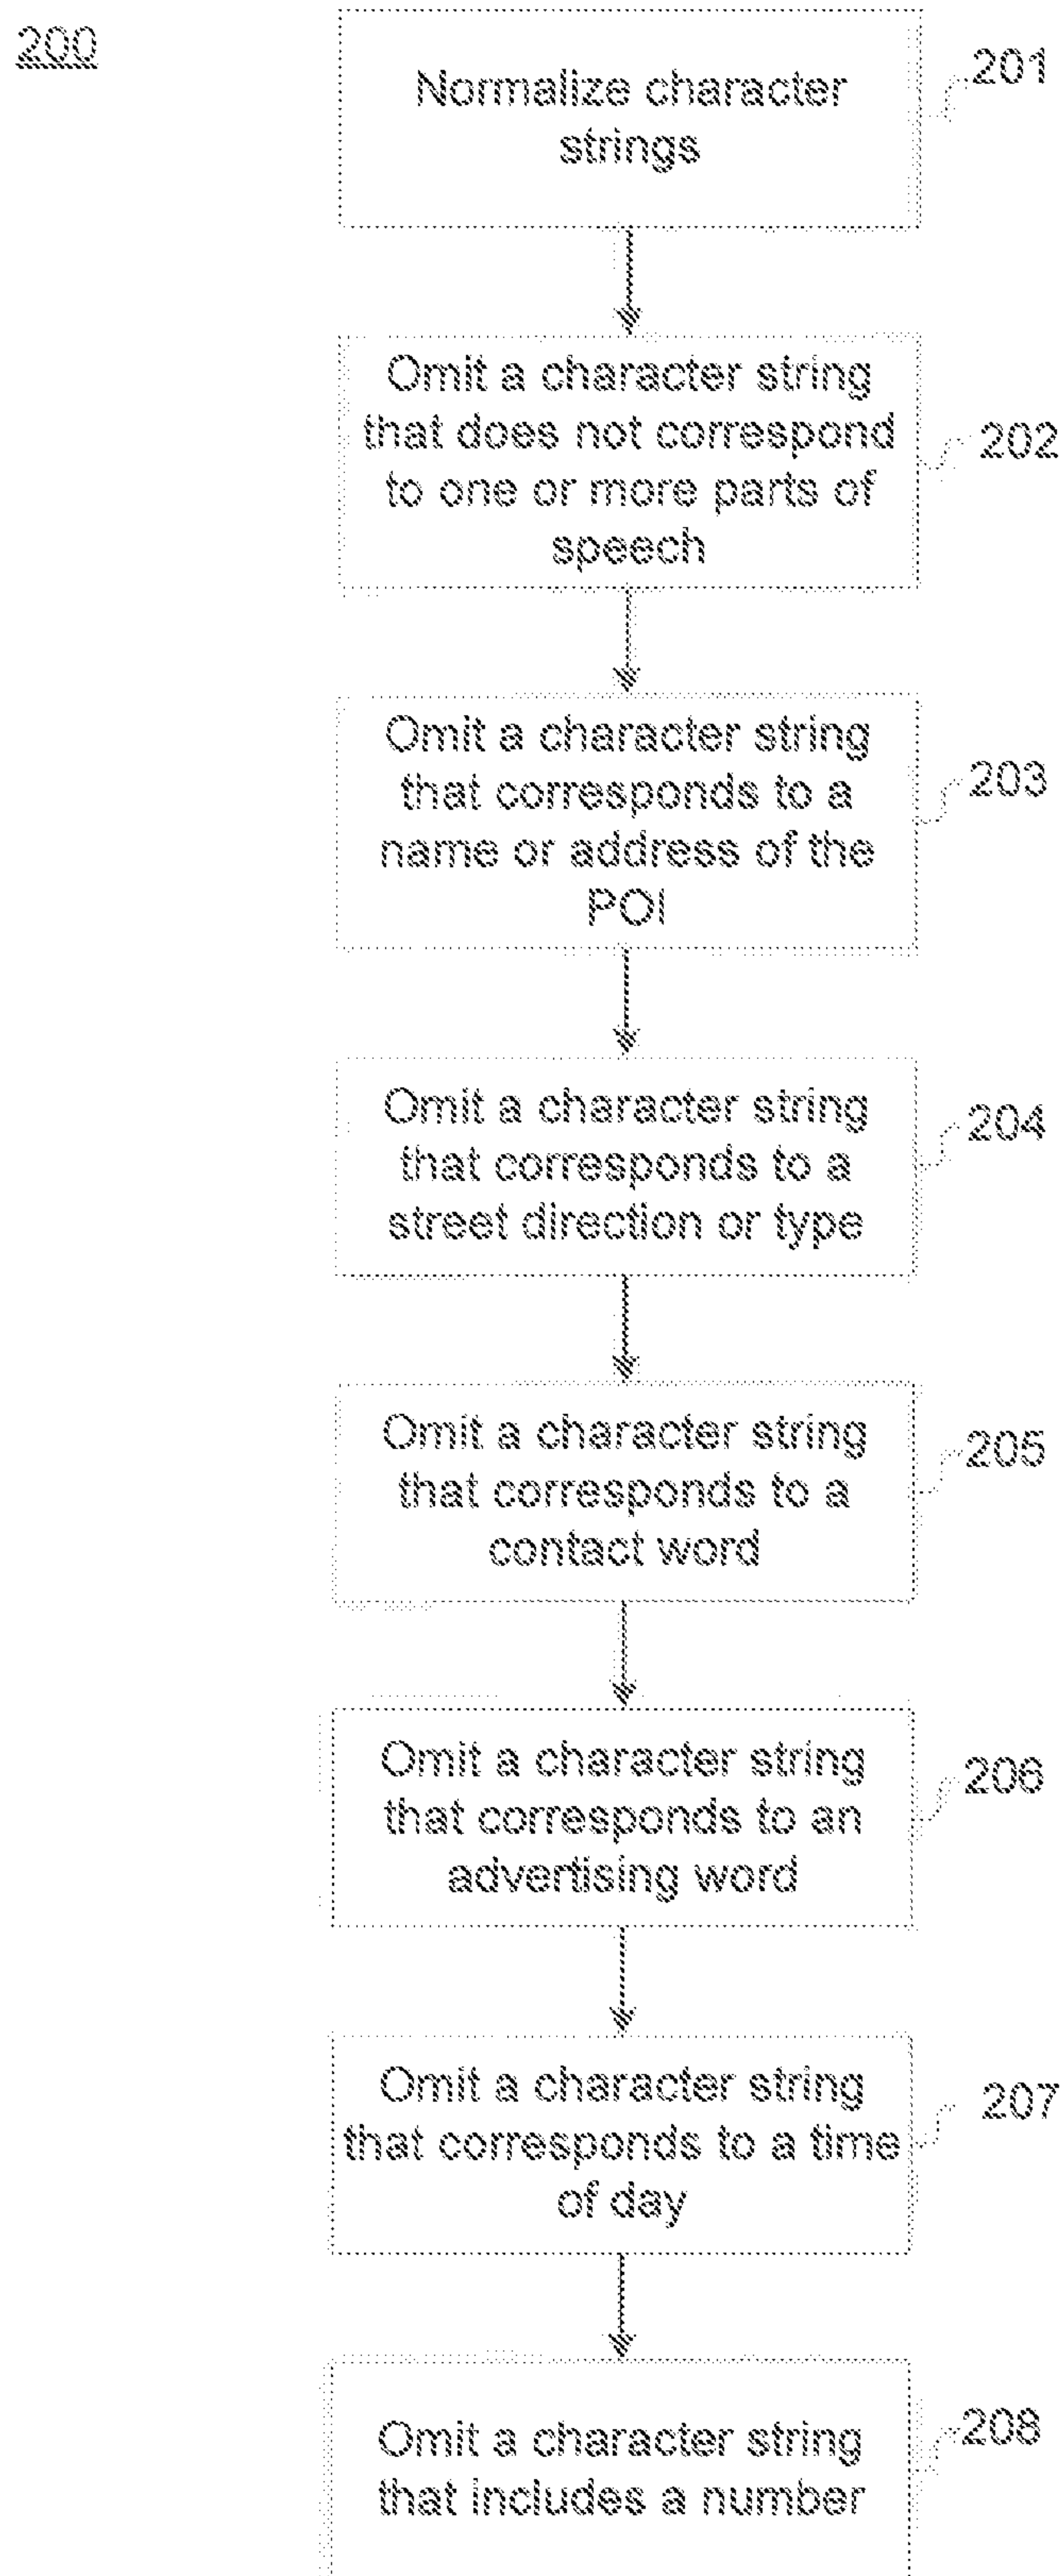 200
Normalize character
strings
201
Omit a character string
that does not correspond
to one or more parts of
speech
202
Omit a character string
that corresponds to a
name or address of the
POI
203
Omit a character string
that corresponds to a
street direction or type
204
Omit a character string
that corresponds to a
contact word
205
Omit a character string
that corresponds to an
advertising word
206
Omit a character string
that corresponds to a time
of day
207
Omit a character string
that includes a number
208